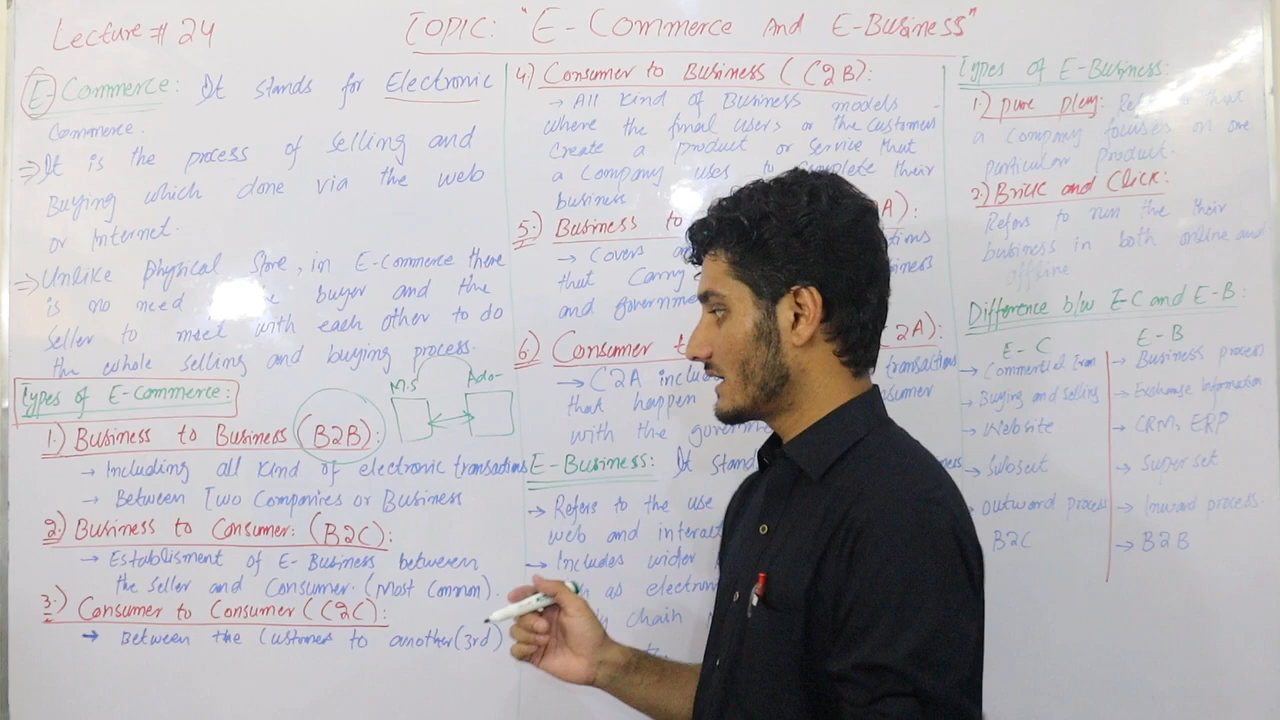 Lecture # 24
TOPIC: "E-Commerce And E-Business"
E-Commerce: It stands for Electronic
Commerce.
⇒ It is the process of selling and
Buying which done via the web
or Internet.
⇒ Unlike physical store, in E-Commerce there
is no need buyer and the
seller to meet with each other to do
the whole selling and buying process.
Types of E-Commerce:
M.S Ado-
1.) Business to Business (B2B):
→ Including all kind of electronic transactions
→ Between Two Companies or Business
2.) Business to Consumer: (B2C):
→ Establisment of E-Business between
the seller and Consumer. (Most Common).
3.) Consumer to Consumer (C2C):
→ Between the Customer to another (3rd)
4.) Consumer to Business (C2B):
→ All kind of Business models
where the final users or the customers
Create a product or service that
a company uses to complete their
business
5.) Business to A):
→ Covers
that carry
and governme
6.) Consumer t 2A):
→ C2A inclu transactions
that happen
with the governme
E-Business: It stand
→ Refers to the use
web and interact
→ Includes wider
as electron
chain
Types of E-Business:
1.) pure play: that
a company focuses on one
particular product.
2.) Brick and Click:
Refers to run the their
business in both online and
offline
Difference b/w E-C and E-B:
E-C E-B
→ Commercial → Business process
→ Buying and selling → Exchange Information
→ Website → CRM, ERP
→ Subset → Super set
outward process → Inward process.
B2C → B2B